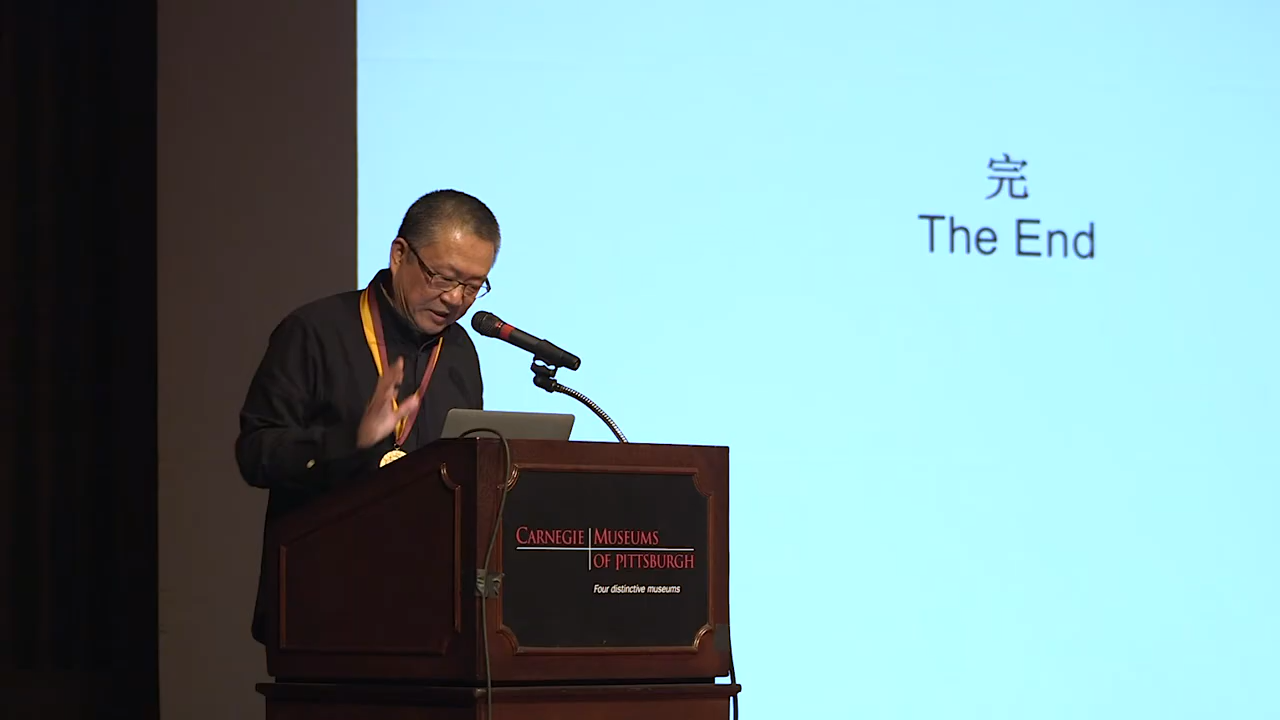 完
The End
CARNEGIE MUSEUMS
OF PITTSBURGH
Four distinctive museums